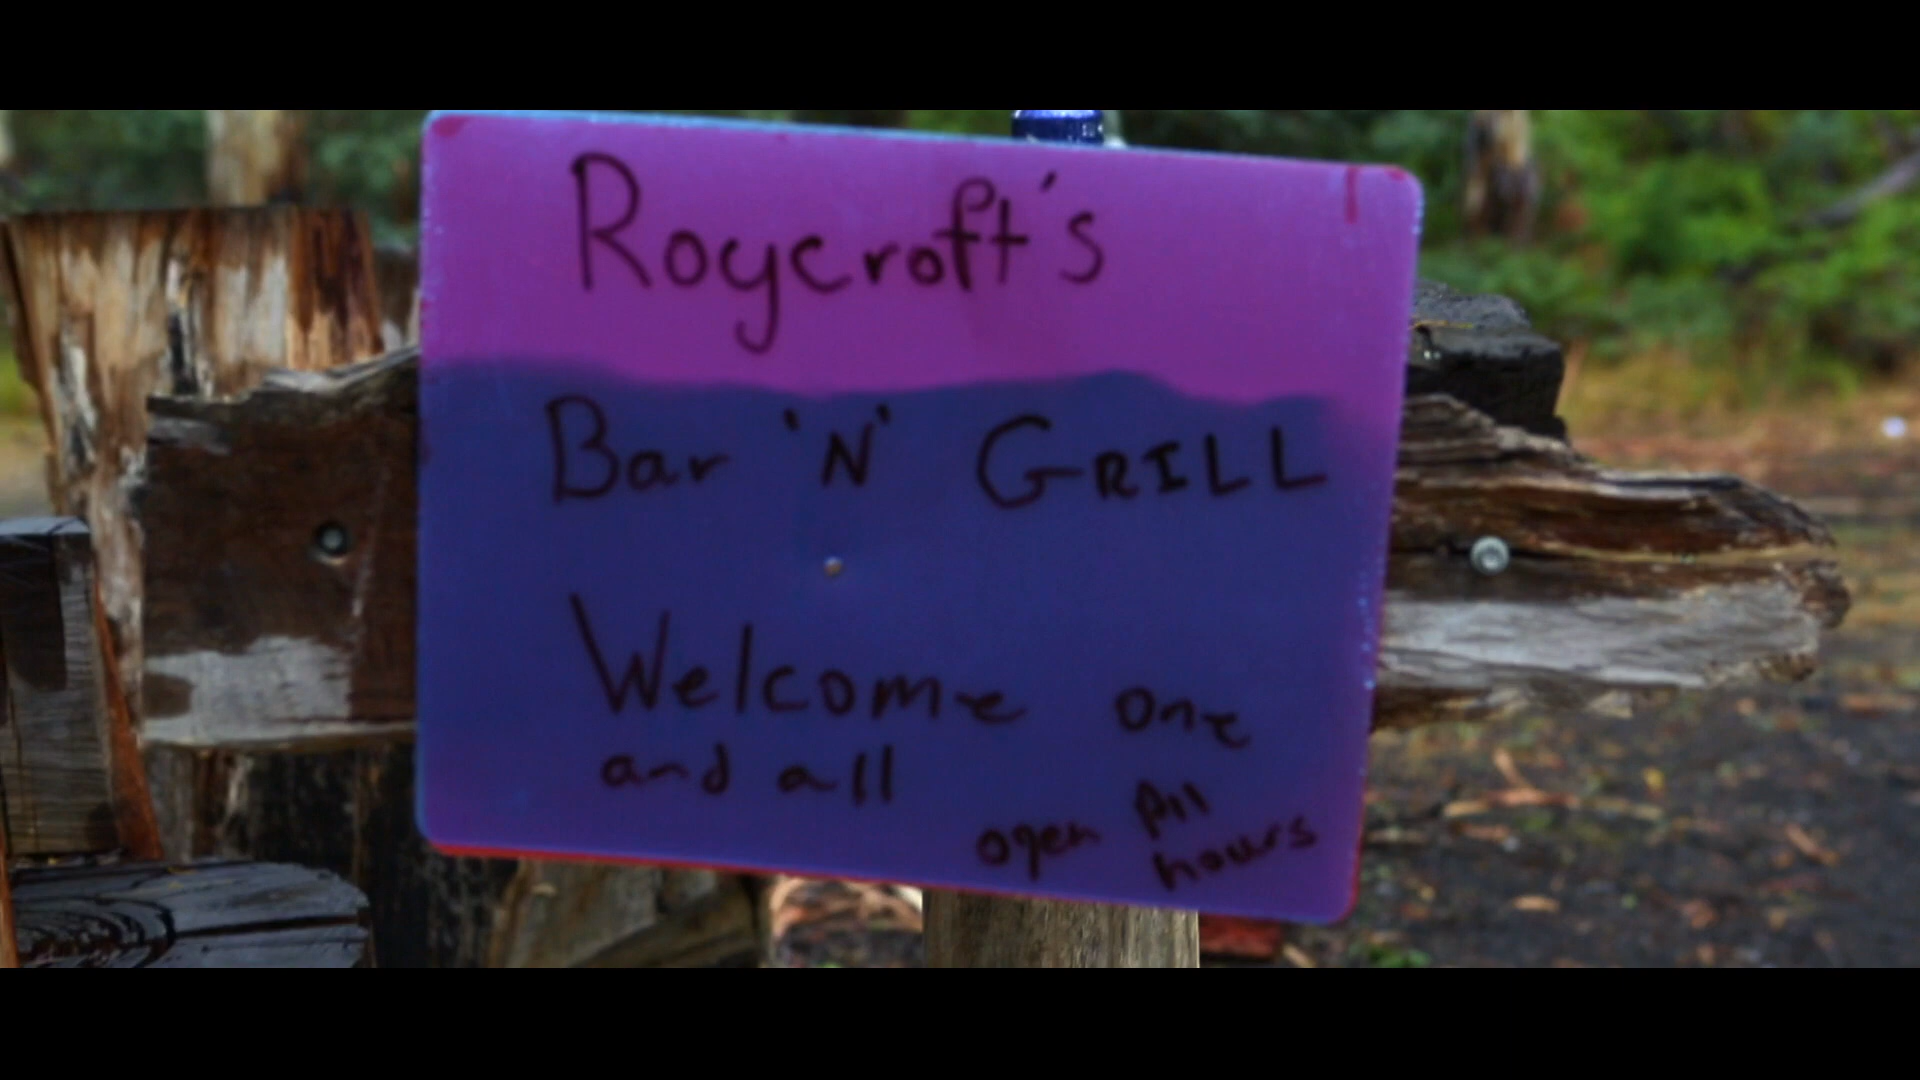 Roycroft's
Bar 'N' GRILL
Welcome one
and all
open All
hours